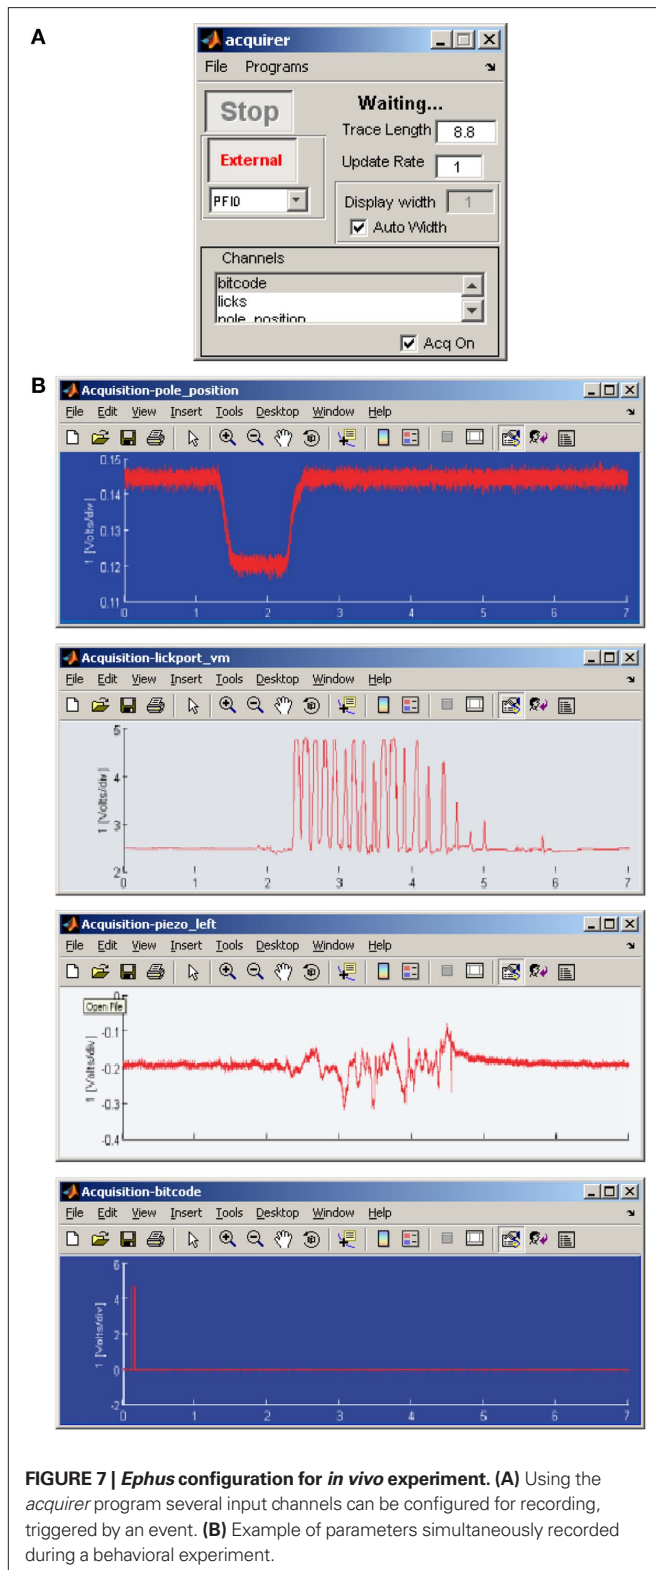 A
acquirer
File Programs
Stop
Waiting...
Trace Length 8.8
External
Update Rate 1
PFI0
Display width 1
Auto Width
Channels
bitcode
licks
pole_position
Acq On
B
Acquisition-pole_position
File Edit View Insert Tools Desktop Window Help
0.15
0.14
0.13
0.12
0.11
1 [Volts/div]
0 1 2 3 4 5 6 7
Acquisition-lickport_vm
File Edit View Insert Tools Desktop Window Help
5
4
3
2
1 [Volts/div]
0 1 2 3 4 5 6 7
Acquisition-piezo_left
File Edit View Insert Tools Desktop Window Help
0
Open File
-0.1
-0.2
-0.3
-0.4
1 [Volts/div]
Acquisition-bitcode
File Edit View Insert Tools Desktop Window Help
6
4
2
0
-2
1 [Volts/div]
0 1 2 3 4 5 6 7
FIGURE 7 | Ephus configuration for in vivo experiment. (A) Using the
acquirer program several input channels can be configured for recording,
triggered by an event. (B) Example of parameters simultaneously recorded
during a behavioral experiment.